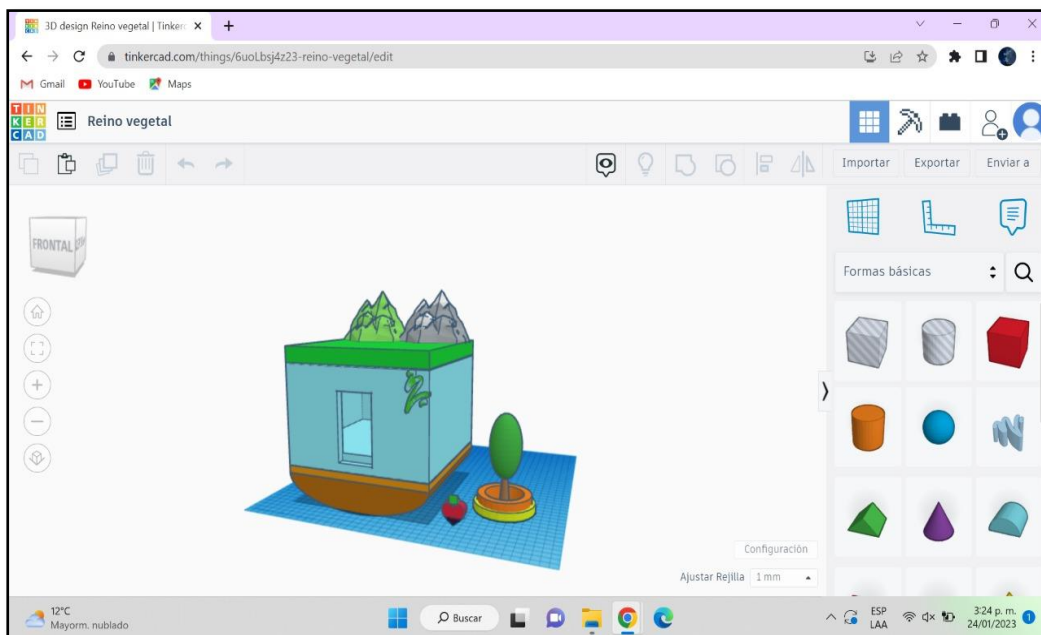 3D design Reino vegetal | Tinker
tinkercad.com/things/6uoLbsj4z23-reino-vegetal/edit
Gmail YouTube Maps
TIN
KER
CAD
Reino vegetal
Importar Exportar Enviar a
FRONTAL
Formas básicas
Configuración
Ajustar Rejilla 1 mm
12°C
Mayorm. nublado
Buscar
ESP
LAA
3:24 p. m.
24/01/2023
1